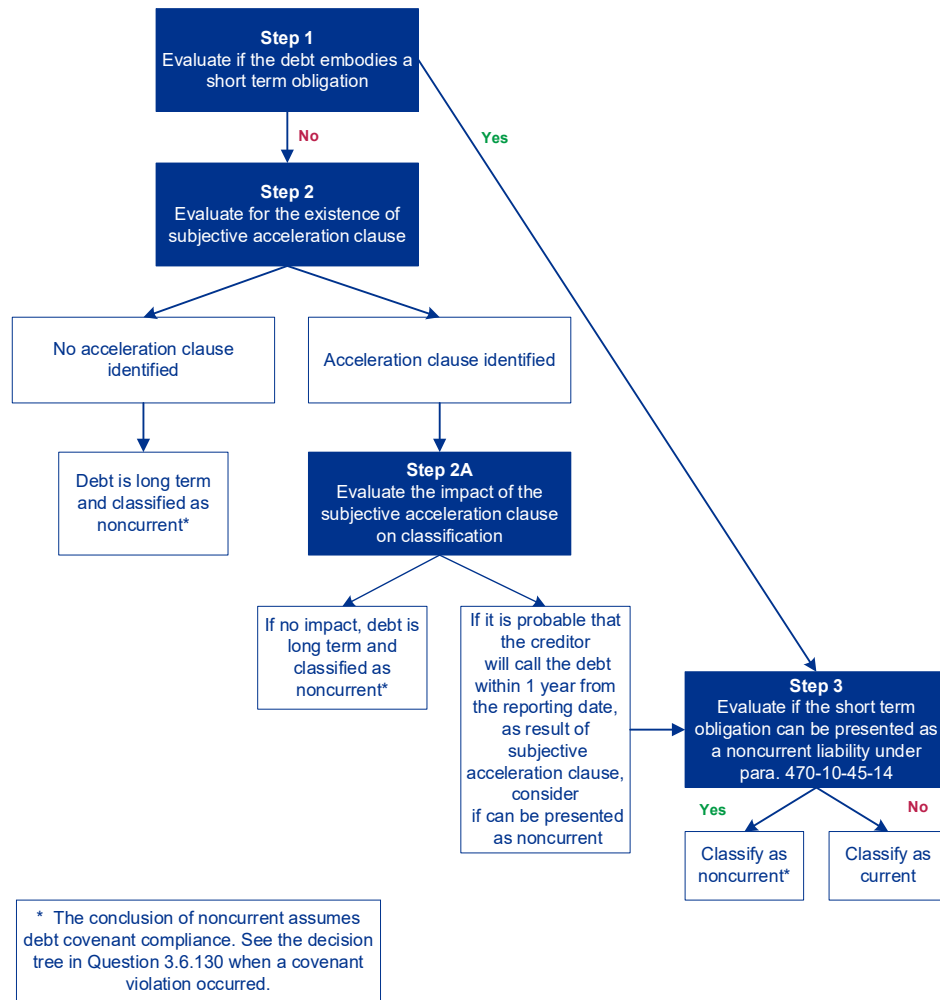 Step 1
Evaluate if the debt embodies a
short term obligation
No
Yes
Step 2
Evaluate for the existence of
subjective acceleration clause
No acceleration clause
identified
Acceleration clause identified
Debt is long term
and classified as
noncurrent*
Step 2A
Evaluate the impact of the
subjective acceleration clause
on classification
If no impact, debt is
long term and
classified as
noncurrent*
If it is probable that
the creditor
will call the debt
within 1 year from
the reporting date,
as result of
subjective
acceleration clause,
consider
if can be presented
as noncurrent
Step 3
Evaluate if the short term
obligation can be presented as
a noncurrent liability under
para. 470-10-45-14
Yes
No
Classify as
noncurrent*
Classify as
current
* The conclusion of noncurrent assumes
debt covenant compliance. See the decision
tree in Question 3.6.130 when a covenant
violation occurred.